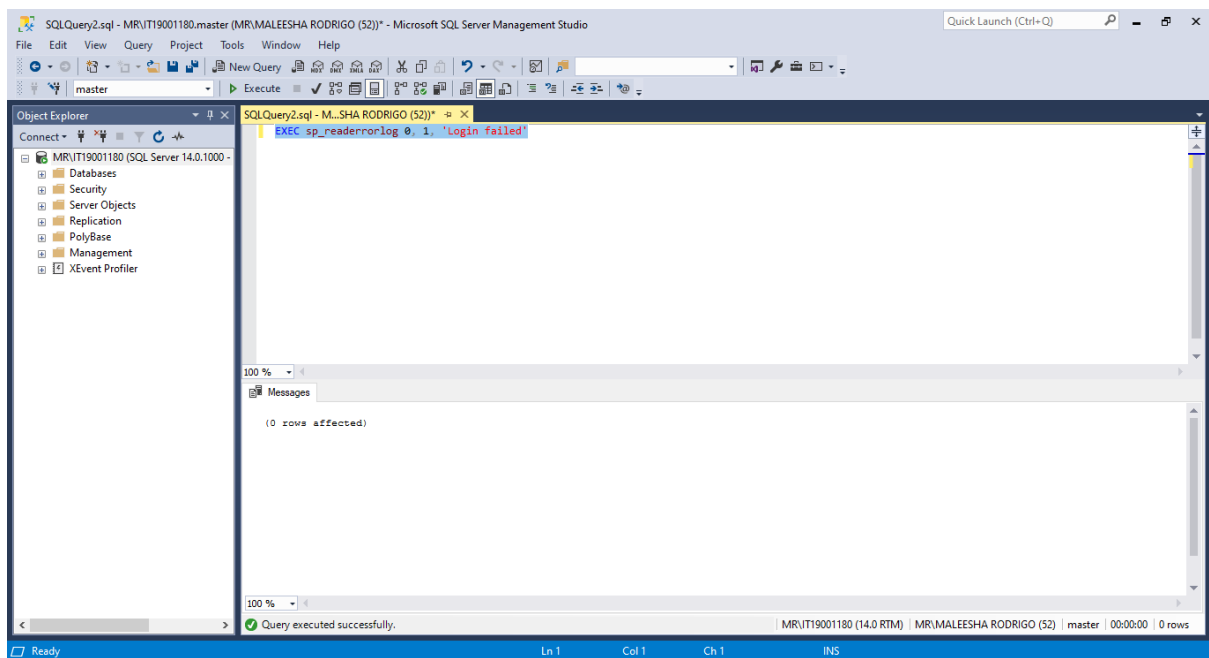 SQLQuery2.sql - MR\IT19001180.master (MR\MALEESHA RODRIGO (52))* - Microsoft SQL Server Management Studio
Quick Launch (Ctrl+Q)
File Edit View Query Project Tools Window Help
New Query
master
Execute
Object Explorer
SQLQuery2.sql - M...SHA RODRIGO (52))*
Connect
EXEC sp_readerrorlog 0, 1, 'Login failed'
MR\IT19001180 (SQL Server 14.0.1000 -
Databases
Security
Server Objects
Replication
PolyBase
Management
XEvent Profiler
100 %
Messages
(0 rows affected)
100 %
Query executed successfully.
MR\IT19001180 (14.0 RTM) MR\MALEESHA RODRIGO (52) master 00:00:00 0 rows
Ready Ln 1 Col 1 Ch 1 INS